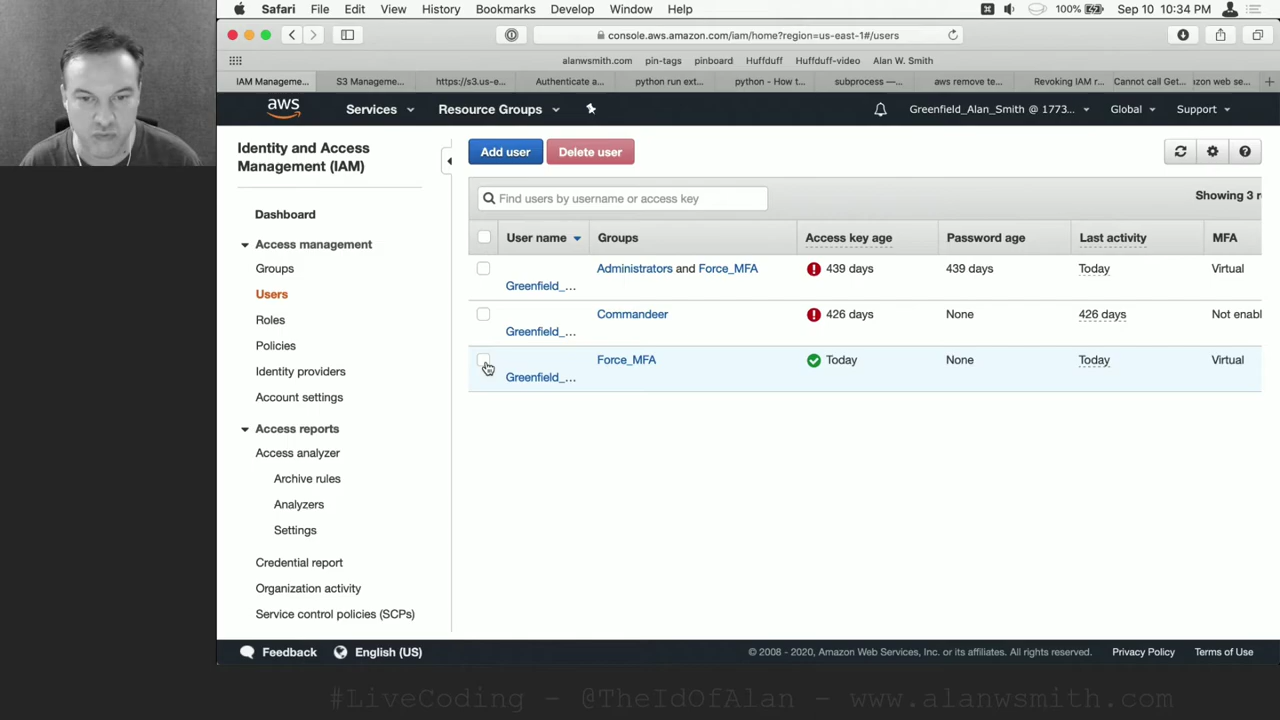 Safari File Edit View History Bookmarks Develop Window Help 100% Sep 10 10:34 PM
console.aws.amazon.com/iam/home?region=us-east-1#/users
alanwsmith.com pin-tags pinboard Huffduff Huffduff-video Alan W. Smith
IAM Manageme... S3 Manageme... https://s3.us-e... Authenticate a... python run ext... python - How t... subprocess —... aws remove te... Revoking IAM r... Cannot call Get... zon web se...
aws Services Resource Groups Greenfield_Alan_Smith @ 1773... Global Support
Identity and Access
Management (IAM)
Dashboard
Access management
Groups
Users
Roles
Policies
Identity providers
Account settings
Access reports
Access analyzer
Archive rules
Analyzers
Settings
Credential report
Organization activity
Service control policies (SCPs)
Add user Delete user
Find users by username or access key Showing 3 r
User name Groups Access key age Password age Last activity MFA
Administrators and Force_MFA 439 days 439 days Today Virtual
Greenfield_...
Commandeer 426 days None 426 days Not enabl
Greenfield_...
Force_MFA Today None Today Virtual
Greenfield_...
Feedback English (US) © 2008 - 2020, Amazon Web Services, Inc. or its affiliates. All rights reserved. Privacy Policy Terms of Use
#LiveCoding - @TheIdOfAlan - www.alanwsmith.com